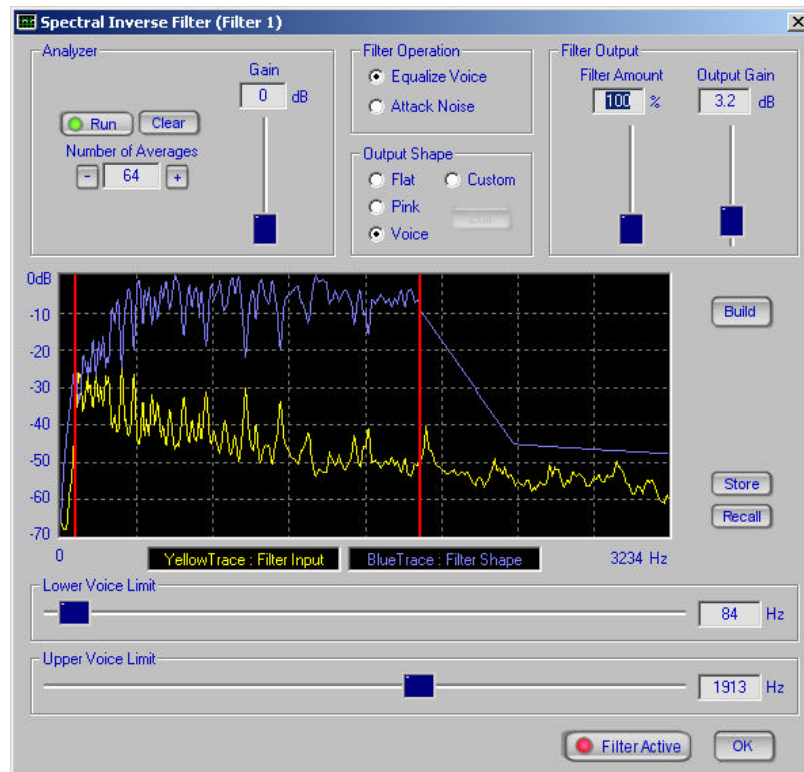 Spectral Inverse Filter (Filter 1)
Analyzer
Gain
0 dB
Run Clear
Number of Averages
- 64 +
Filter Operation
Equalize Voice
Attack Noise
Output Shape
Flat Custom
Pink
Voice
Filter Output
Filter Amount Output Gain
100 % 3.2 dB
0dB
-10
-20
-30
-40
-50
-60
-70
0 YellowTrace : Filter Input BlueTrace : Filter Shape 3234 Hz
Build
Store
Recall
Lower Voice Limit
84 Hz
Upper Voice Limit
1913 Hz
Filter Active OK